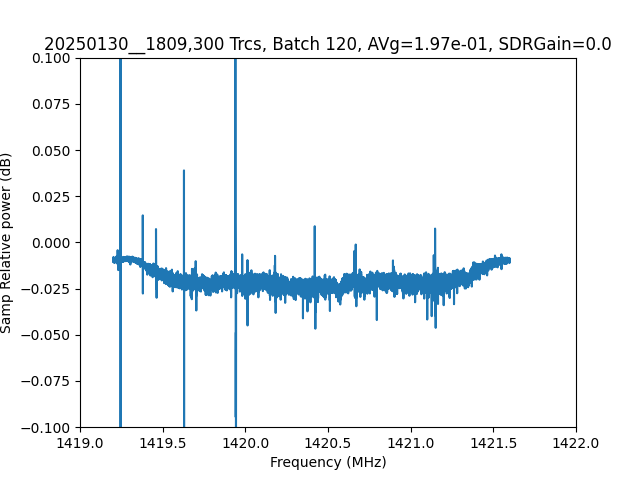 20250130__1809,300 Trcs, Batch 120, AVg=1.97e-01, SDRGain=0.0
0.100
0.075
0.050
0.025
0.000
−0.025
−0.050
−0.075
−0.100
Samp Relative power (dB)
1419.0 1419.5 1420.0 1420.5 1421.0 1421.5 1422.0
Frequency (MHz)